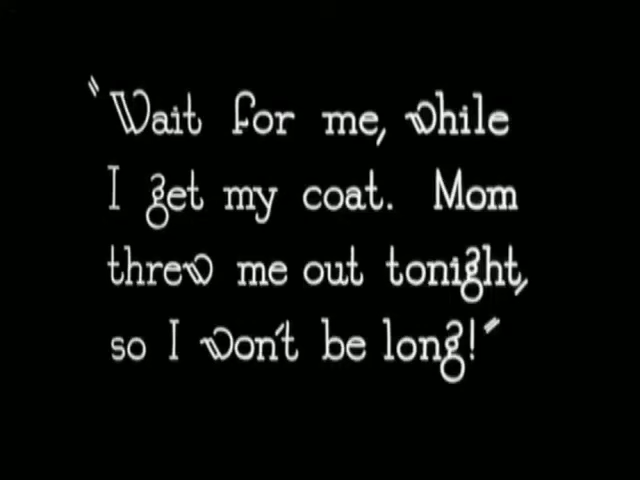 "Wait for me, while
I get my coat. Mom
threw me out tonight,
so I won't be long!"